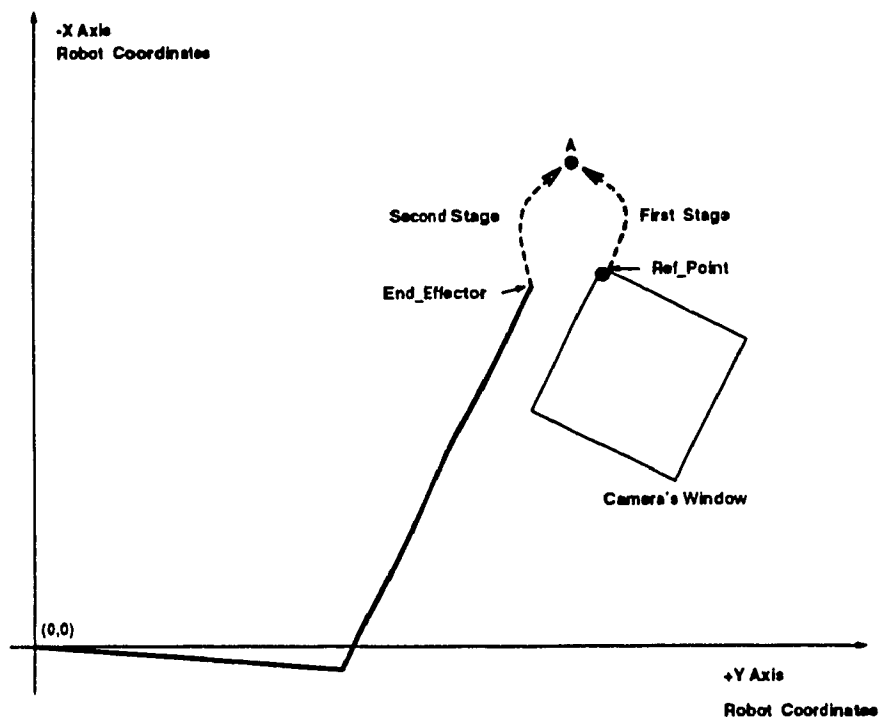 -X Axis
Robot Coordinates
A
Second Stage
First Stage
Ref_Point
End_Effector
Camera's Window
(0,0)
+Y Axis
Robot Coordinates